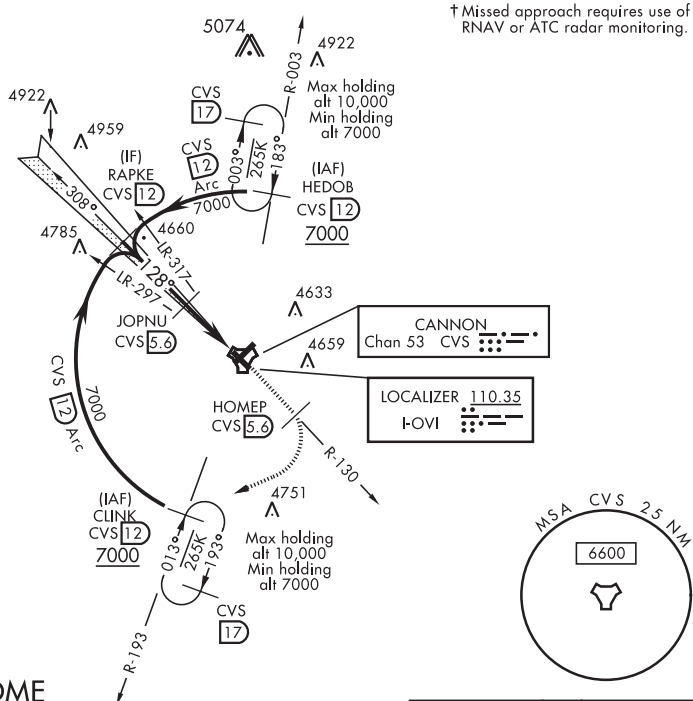 † Missed approach requires use of
RNAV or ATC radar monitoring.
5074
4922
R-003
CVS
17
Max holding
alt 10,000
Min holding
alt 7000
4922
4959
(IF)
RAPKE
CVS 12
CVS
12
Arc
7000
003°
265K
183°
(IAF)
HEDOB
CVS 12
7000
308°
4785
4660
LR-317
128°
LR-297
JOPNU
CVS 5.6
4633
4659
CANNON
Chan 53 CVS
LOCALIZER 110.35
I-OVI
CVS 12 Arc
7000
HOMEP
CVS 5.6
R-130
4751
(IAF)
CLINK
CVS 12
7000
013°
265K
193°
Max holding
alt 10,000
Min holding
alt 7000
CVS
17
R-193
MSA CVS 25 NM
6600
OME